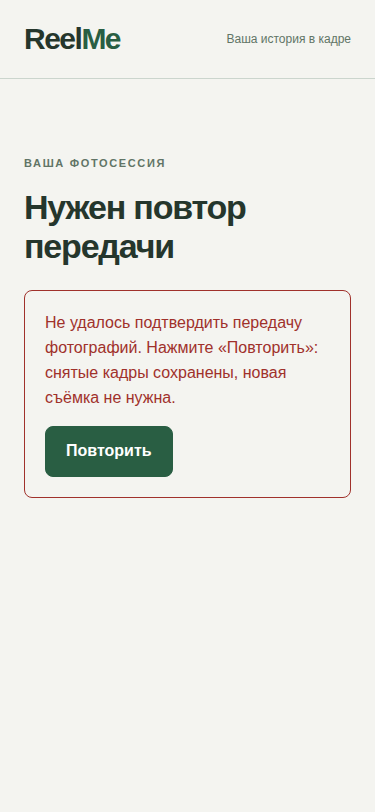 ReelMe
Ваша история в кадре
ВАША ФОТОСЕССИЯ
Нужен повтор
передачи
Не удалось подтвердить передачу
фотографий. Нажмите «Повторить»:
снятые кадры сохранены, новая
съёмка не нужна.
Повторить